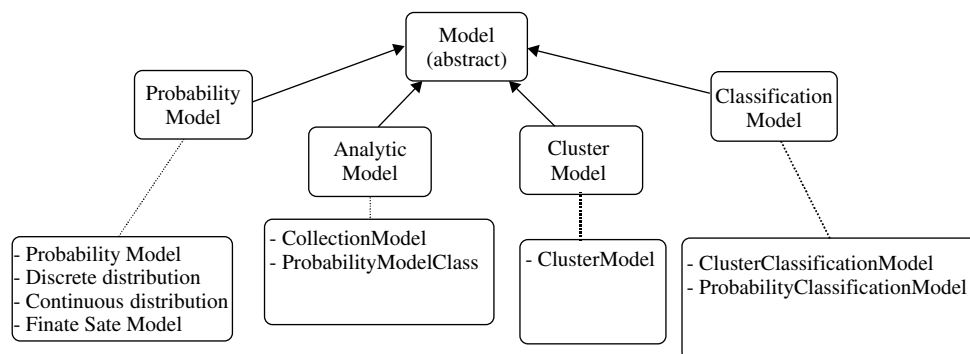 Model
(abstract)
Probability
Model
Classification
Model
Analytic
Model
Cluster
Model
- Probability Model
- Discrete distribution
- Continuous distribution
- Finate Sate Model
- CollectionModel
- ProbabilityModelClass
- ClusterModel
- ClusterClassificationModel
- ProbabilityClassificationModel